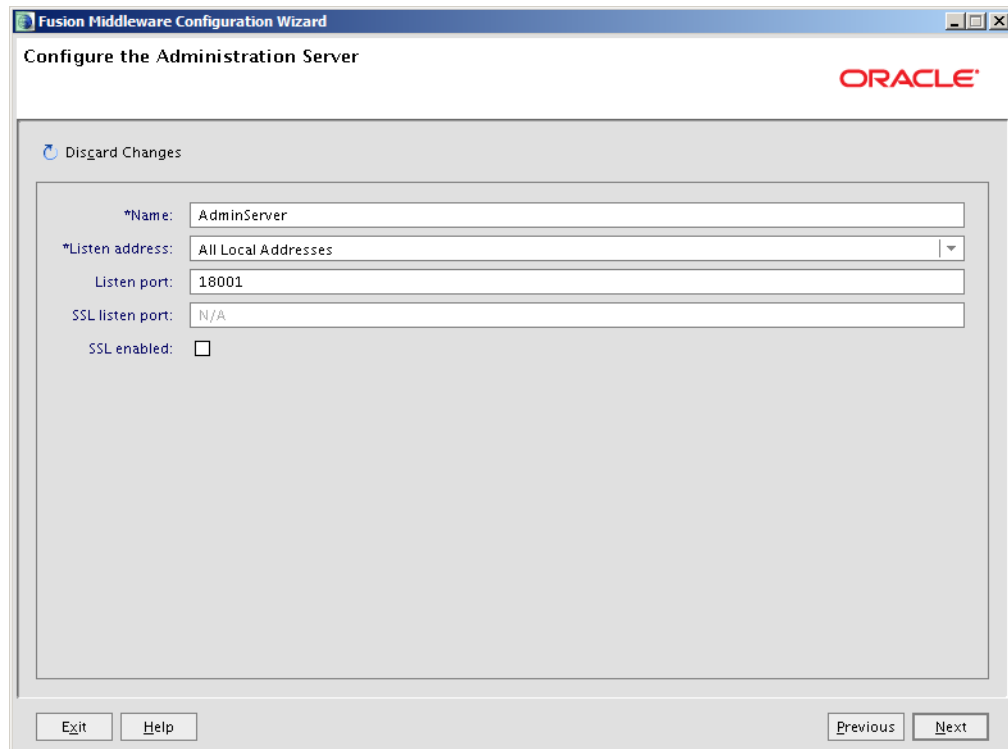 Fusion Middleware Configuration Wizard
Configure the Administration Server
ORACLE
Discard Changes
*Name: AdminServer
*Listen address: All Local Addresses
Listen port: 18001
SSL listen port: N/A
SSL enabled:
Exit Help Previous Next